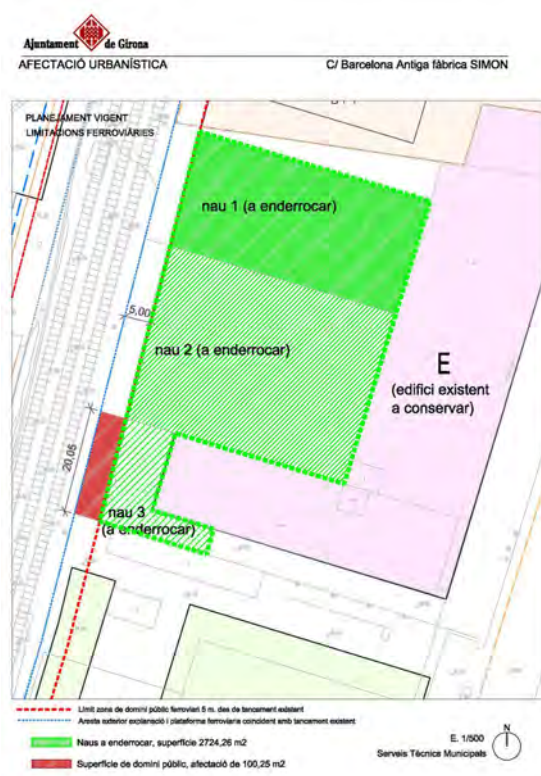 Ajuntament de Girona
AFECTACIÓ URBANÍSTICA
C/ Barcelona Antiga fàbrica SIMON
PLANEJAMENT VIGENT
LIMITACIONS FERROVIÀRIES
nau 1 (a enderrocar)
5,00
nau 2 (a enderrocar)
E
(edifici existent
a conservar)
20,05
nau 3
(a enderrocar)
Límit zona de domini públic ferroviari 5 m. des de tancament existent
Aresta exterior explanació i plataforma ferroviaria coincident amb tancament existent
Naus a enderrocar, superfície 2724,26 m2
Superfície de domini públic, afectació de 100,25 m2
E. 1/500
Serveis Tècnics Municipals
N